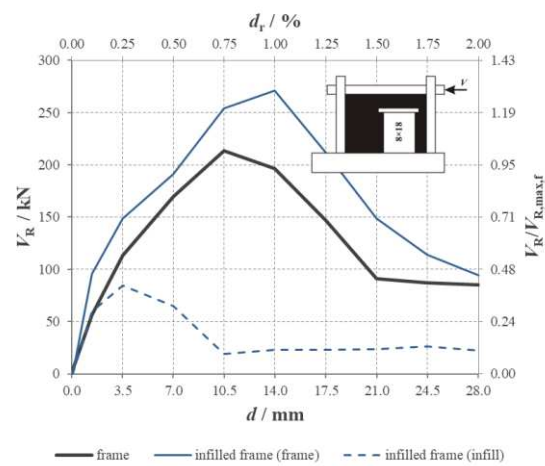 d_r / %
0.00 0.25 0.50 0.75 1.00 1.25 1.50 1.75 2.00
300 1.43
250 1.19
200 0.95
150 0.71
100 0.48
50 0.24
0 0.00
V_R / kN
V_R/V_R,max,f
V
8×18
0.0 3.5 7.0 10.5 14.0 17.5 21.0 24.5 28.0
d / mm
frame infilled frame (frame) infilled frame (infill)